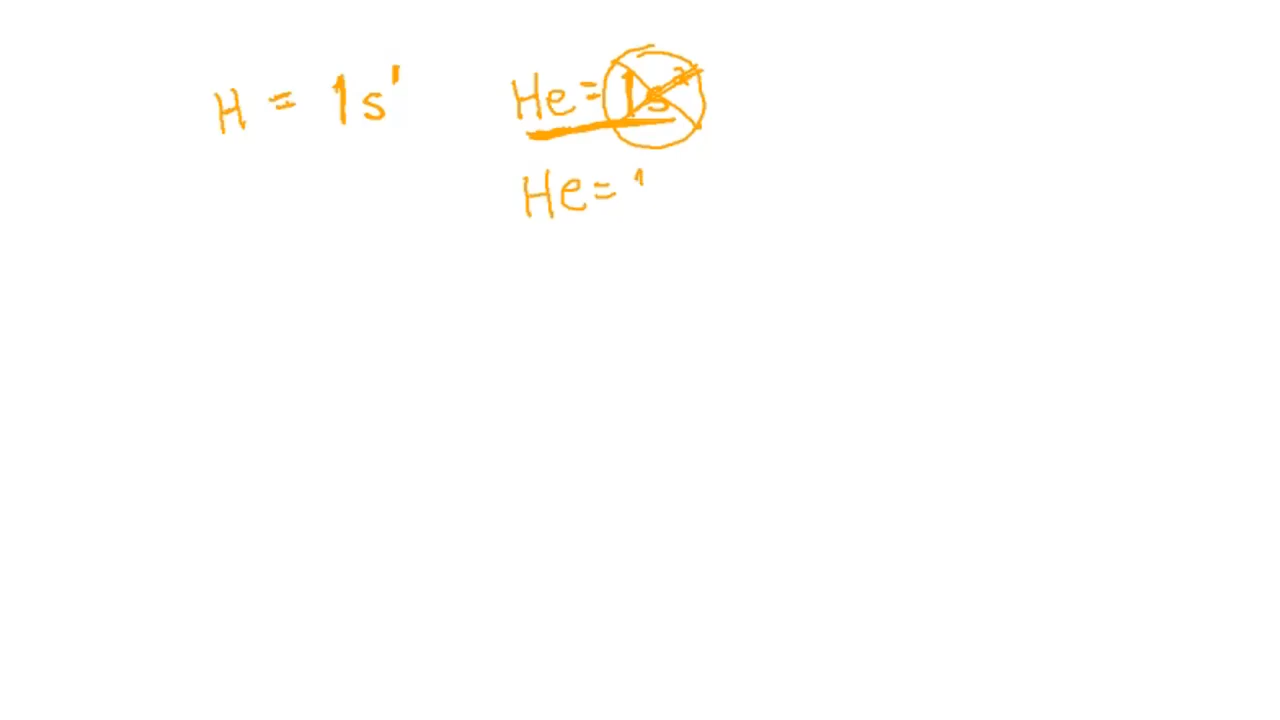 H = 1s¹ He = 1s²
He = 1